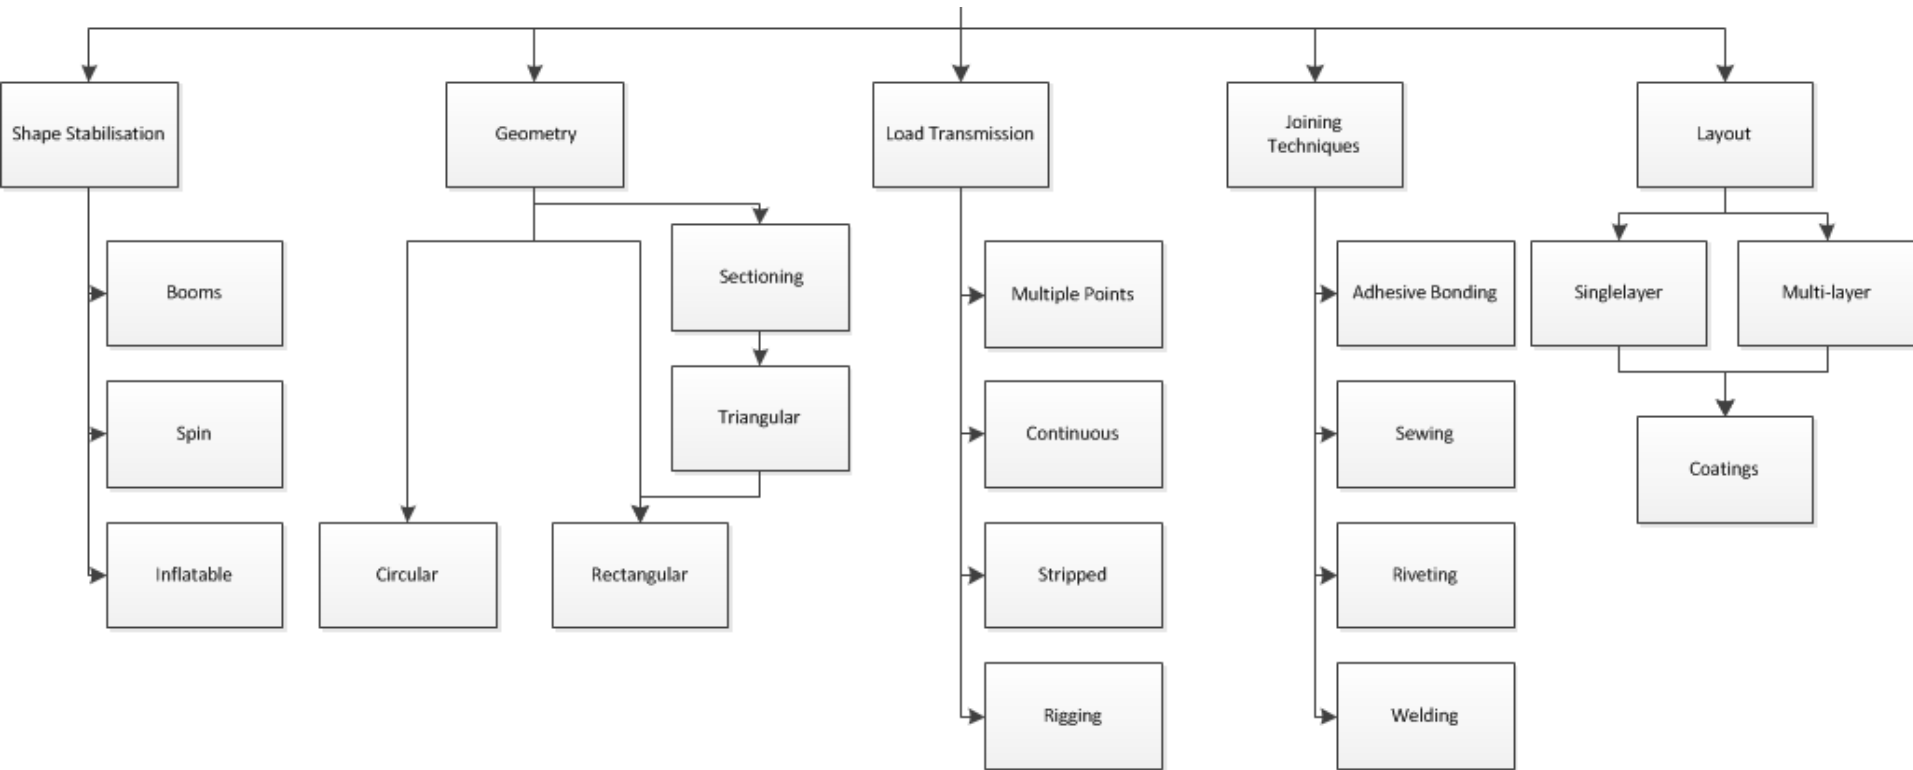 Shape Stabilisation
Geometry
Load Transmission
Joining
Techniques
Layout
Booms
Spin
Inflatable
Sectioning
Triangular
Circular
Rectangular
Multiple Points
Continuous
Stripped
Rigging
Adhesive Bonding
Sewing
Riveting
Welding
Singlelayer
Multi-layer
Coatings